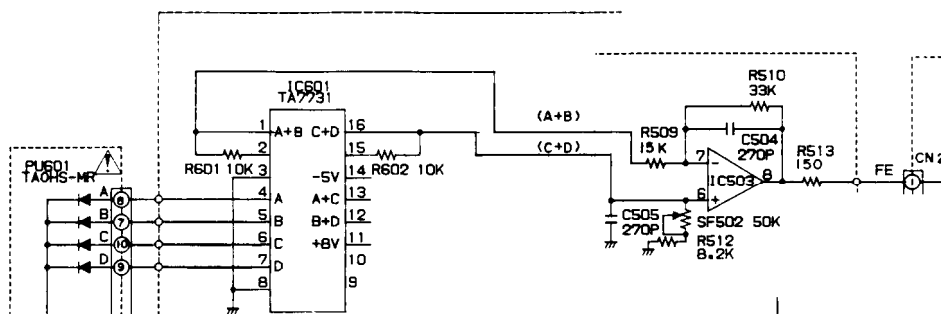 IC601
TA7731
R510
33K
(A+B)
1 A+B C+D 16
R509
15K
C504
270P
R513
150
2 15
R601 10K
R602 10K
(C+D)
7 -
8
FE
1
CN2
PU601
TAOHS-MR
3 -5V 14
IC503
6 +
A 6
4 A A+C 13
B 7
5 B B+D 12
C505
270P
SF502 50K
C 10
6 C +BV 11
R512
8.2K
D 9
7 D 10
8 9